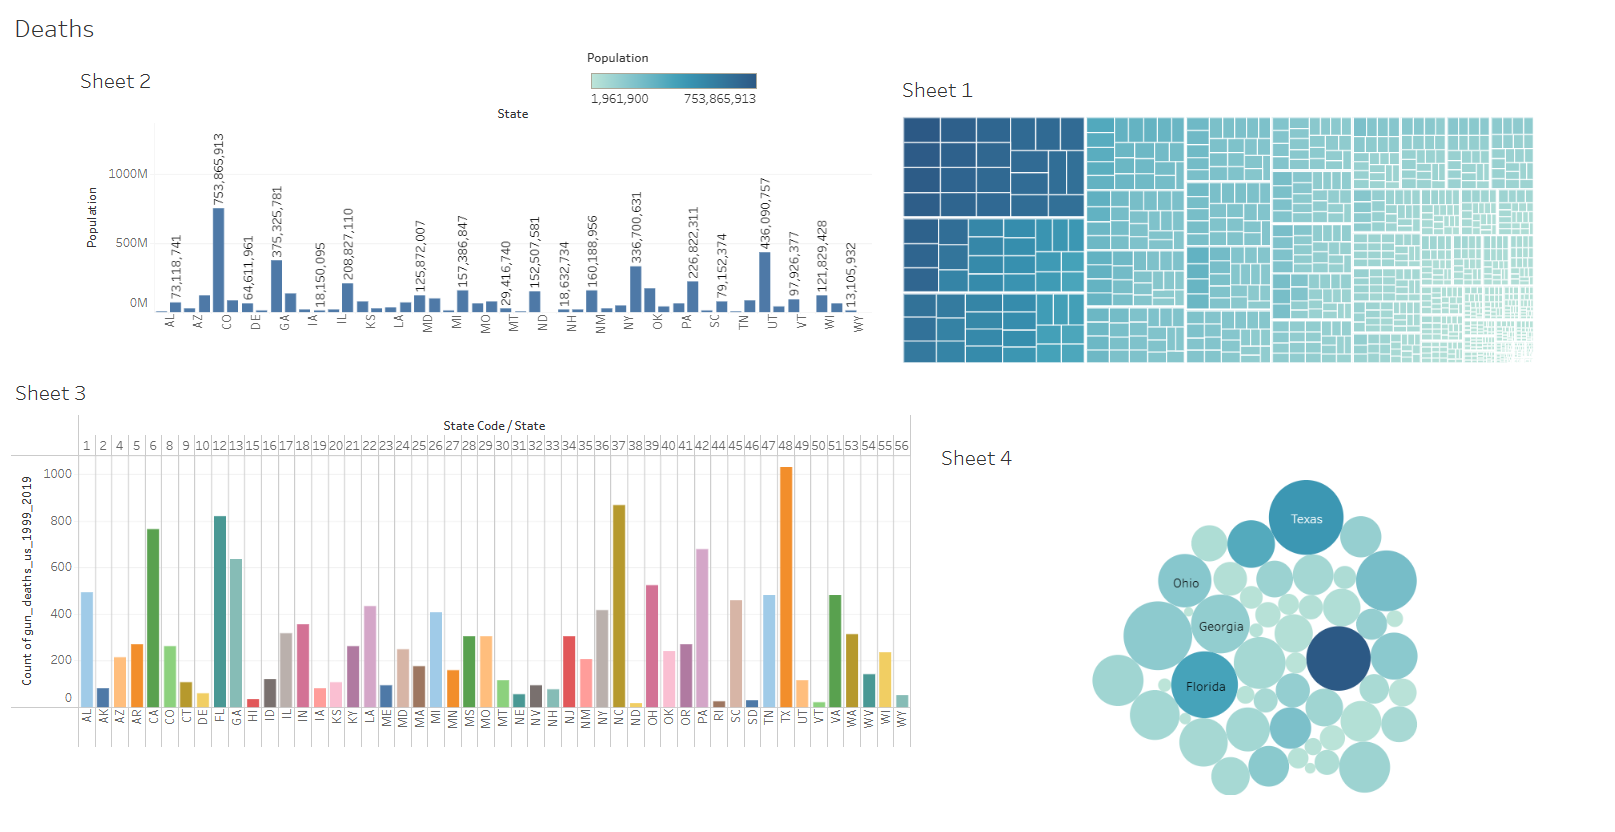 Deaths
Sheet 2
Population
1,961,900 753,865,913
State
Population
1000M
500M
0M
73,118,741
753,865,913
64,611,961
375,325,781
18,150,095
208,827,110
125,872,007
157,386,847
29,416,740
152,507,581
18,632,734
160,188,956
336,700,631
226,822,311
79,152,374
436,090,757
97,926,377
121,829,428
13,105,932
AL AZ CO DE GA IA IL KS LA MD MI MO MT ND NH NM NY OK PA SC TN UT VT WI WY
Sheet 1
Sheet 3
State Code / State
1 2 4 5 6 8 9 10 12 13 15 16 17 18 19 20 21 22 23 24 25 26 27 28 29 30 31 32 33 34 35 36 37 38 39 40 41 42 44 45 46 47 48 49 50 51 53 54 55 56
Count of gun_deaths_us_1999_2019
1000
800
600
400
200
0
AL AK AZ AR CA CO CT DE FL GA HI ID IL IN IA KS KY LA ME MD MA MI MN MS MO MT NE NV NH NJ NM NY NC ND OH OK OR PA RI SC SD TN TX UT VT VA WA WV WI WY
Sheet 4
Texas
Ohio
Georgia
Florida